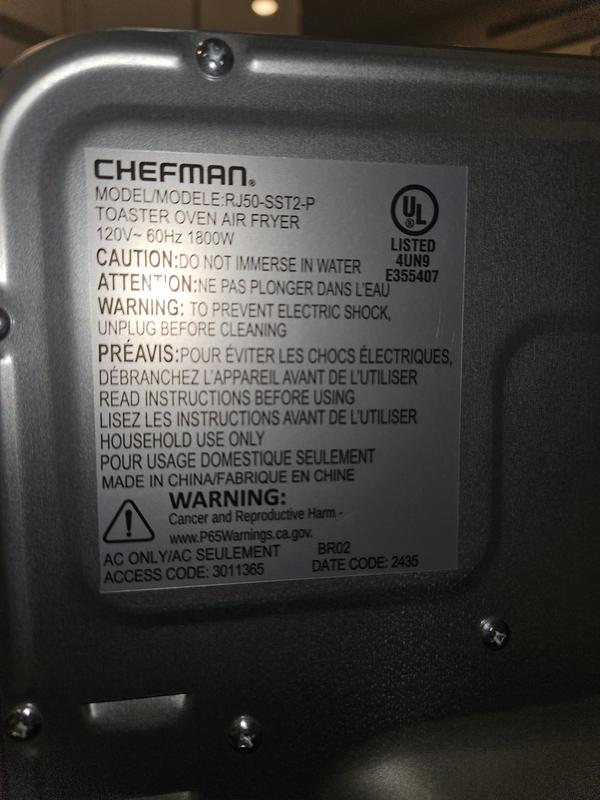 CHEFMAN®
MODEL/MODELE:RJ50-SST2-P
TOASTER OVEN AIR FRYER
120V~ 60Hz 1800W
UL®
LISTED
4UN9
E355407
CAUTION:DO NOT IMMERSE IN WATER
ATTENTION:NE PAS PLONGER DANS L'EAU
WARNING: TO PREVENT ELECTRIC SHOCK,
UNPLUG BEFORE CLEANING
PRÉAVIS:POUR ÉVITER LES CHOCS ÉLECTRIQUES,
DÉBRANCHEZ L'APPAREIL AVANT DE L'UTILISER
READ INSTRUCTIONS BEFORE USING
LISEZ LES INSTRUCTIONS AVANT DE L'UTILISER
HOUSEHOLD USE ONLY
POUR USAGE DOMESTIQUE SEULEMENT
MADE IN CHINA/FABRIQUE EN CHINE
WARNING:
Cancer and Reproductive Harm -
www.P65Warnings.ca.gov.
AC ONLY/AC SEULEMENT BR02
ACCESS CODE: 3011365 DATE CODE: 2435